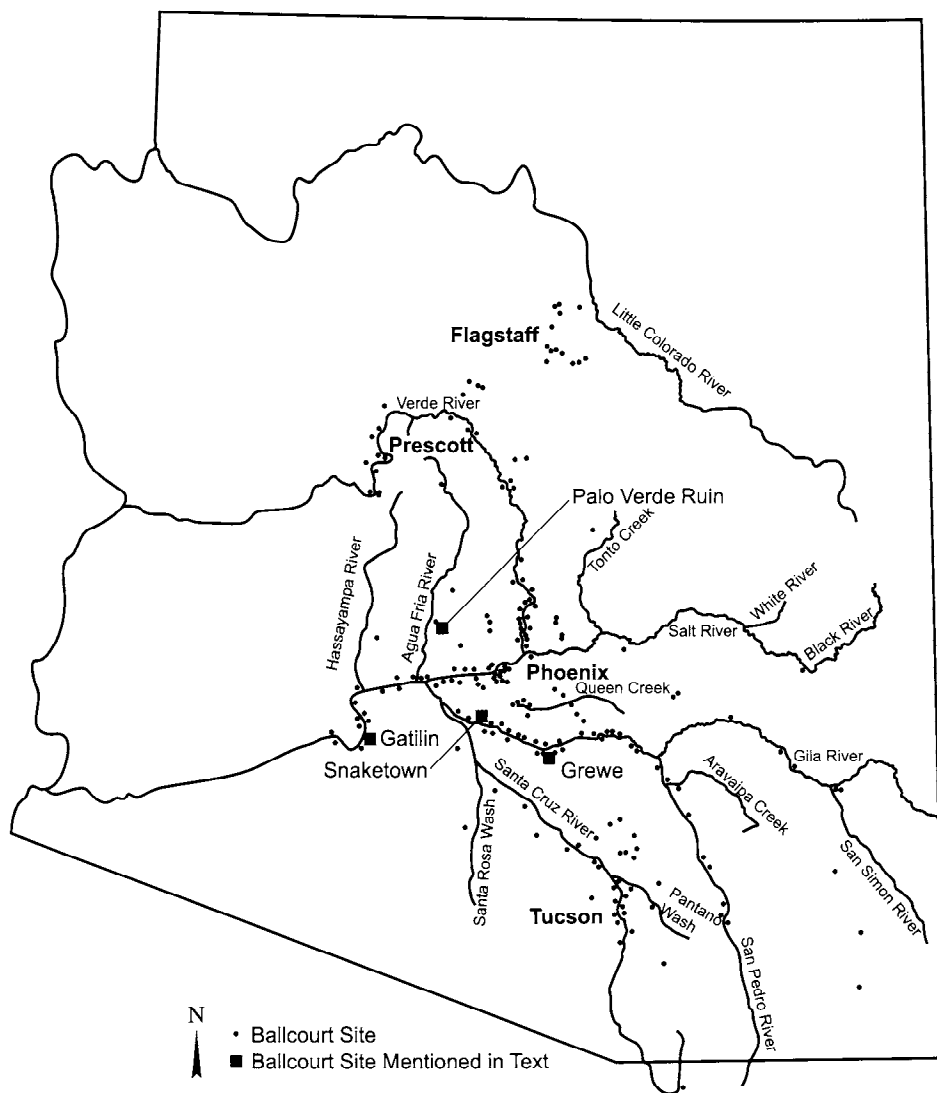 Little Colorado River
Flagstaff
Verde River
Prescott
Palo Verde Ruin
Tonto Creek
Hassayampa River
Agua Fria River
White River
Salt River
Black River
Phoenix
Queen Creek
Gatilin
Snaketown
Grewe
Gila River
Aravaipa Creek
Santa Cruz River
Santa Rosa Wash
San Simon River
Pantano
Wash
Tucson
San Pedro River
N
Ballcourt Site
Ballcourt Site Mentioned in Text